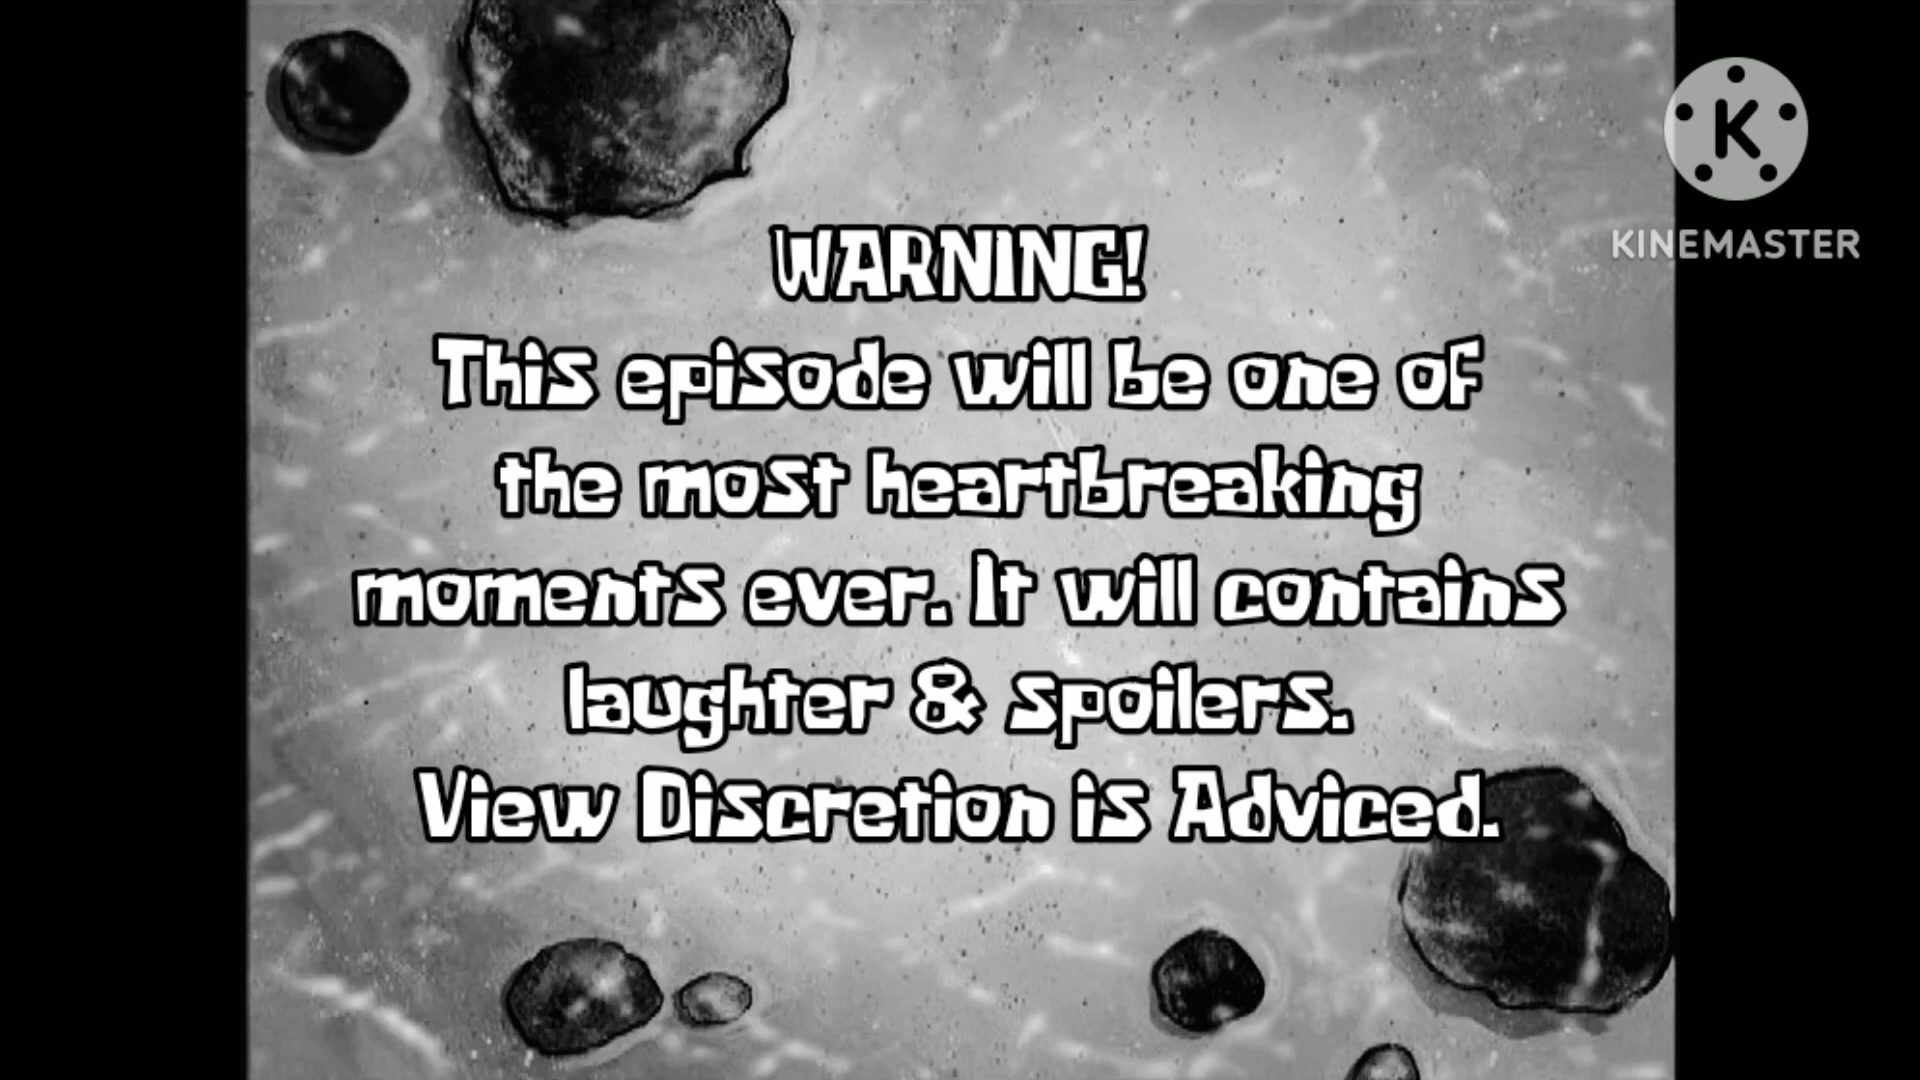 K
KINEMASTER
WARNING!
This episode will be one of
the most heartbreaking
moments ever. It will contains
laughter & spoilers.
View Discretion is Adviced.